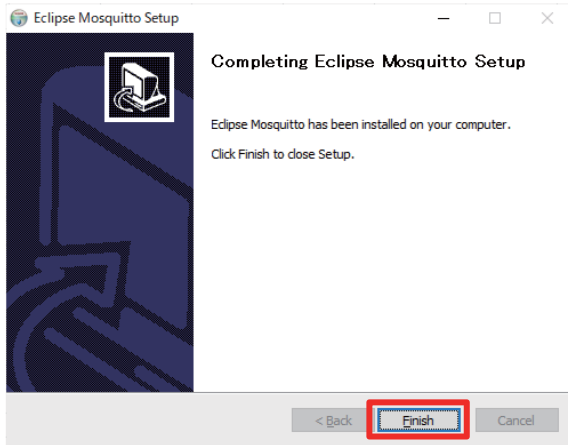 Eclipse Mosquitto Setup
Completing Eclipse Mosquitto Setup
Eclipse Mosquitto has been installed on your computer.
Click Finish to close Setup.
< Back
Finish
Cancel